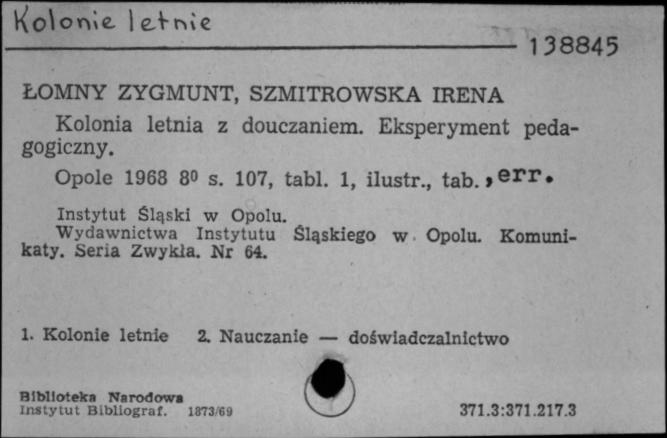 Kolonie letnie
138845
ŁOMNY ZYGMUNT, SZMITROWSKA IRENA
Kolonia letnia z douczaniem. Eksperyment peda-
gogiczny.
Opole 1968 8⁰ s. 107, tabl. 1, ilustr., tab., err.
Instytut Śląski w Opolu.
Wydawnictwa Instytutu Śląskiego w Opolu. Komuni-
katy. Seria Zwykła. Nr 64.
1. Kolonie letnie 2. Nauczanie — doświadczalnictwo
Biblioteka Narodowa
Instytut Bibliograf. 1873/69
371.3:371.217.3